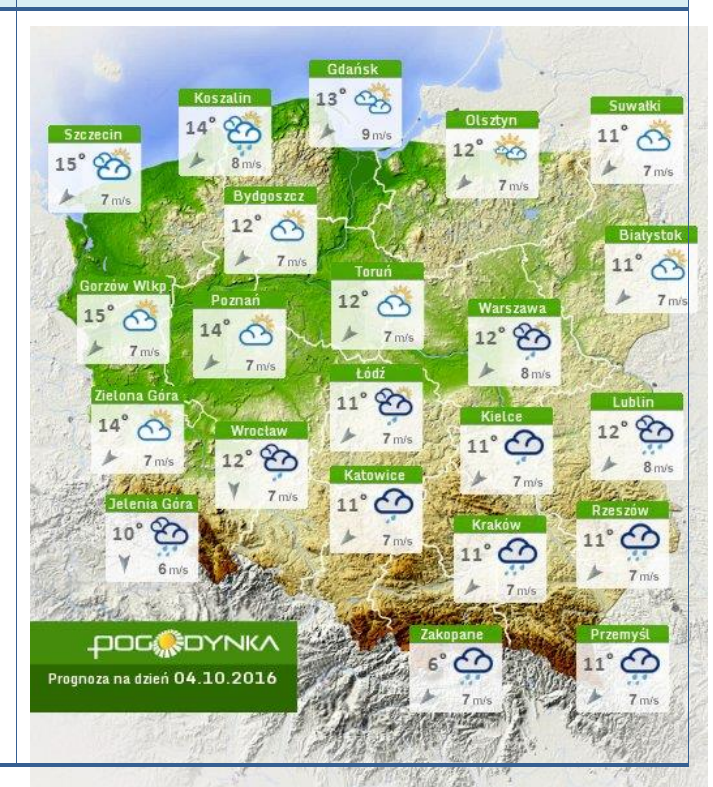 Gdańsk
13°
9 m/s
Koszalin
14°
8 m/s
Suwałki
11°
7 m/s
Olsztyn
12°
7 m/s
Szczecin
15°
7 m/s
Bydgoszcz
12°
7 m/s
Białystok
11°
7 m/s
Toruń
12°
7 m/s
Gorzów Wlkp
15°
7 m/s
Poznań
14°
7 m/s
Warszawa
12°
8 m/s
Łódź
11°
7 m/s
Zielona Góra
14°
7 m/s
Lublin
12°
8 m/s
Kielce
11°
7 m/s
Wrocław
12°
7 m/s
Katowice
11°
7 m/s
Jelenia Góra
10°
6 m/s
Rzeszów
11°
7 m/s
Kraków
11°
7 m/s
Zakopane
6°
7 m/s
Przemyśl
11°
7 m/s
POGODYNKA
Prognoza na dzień 04.10.2016